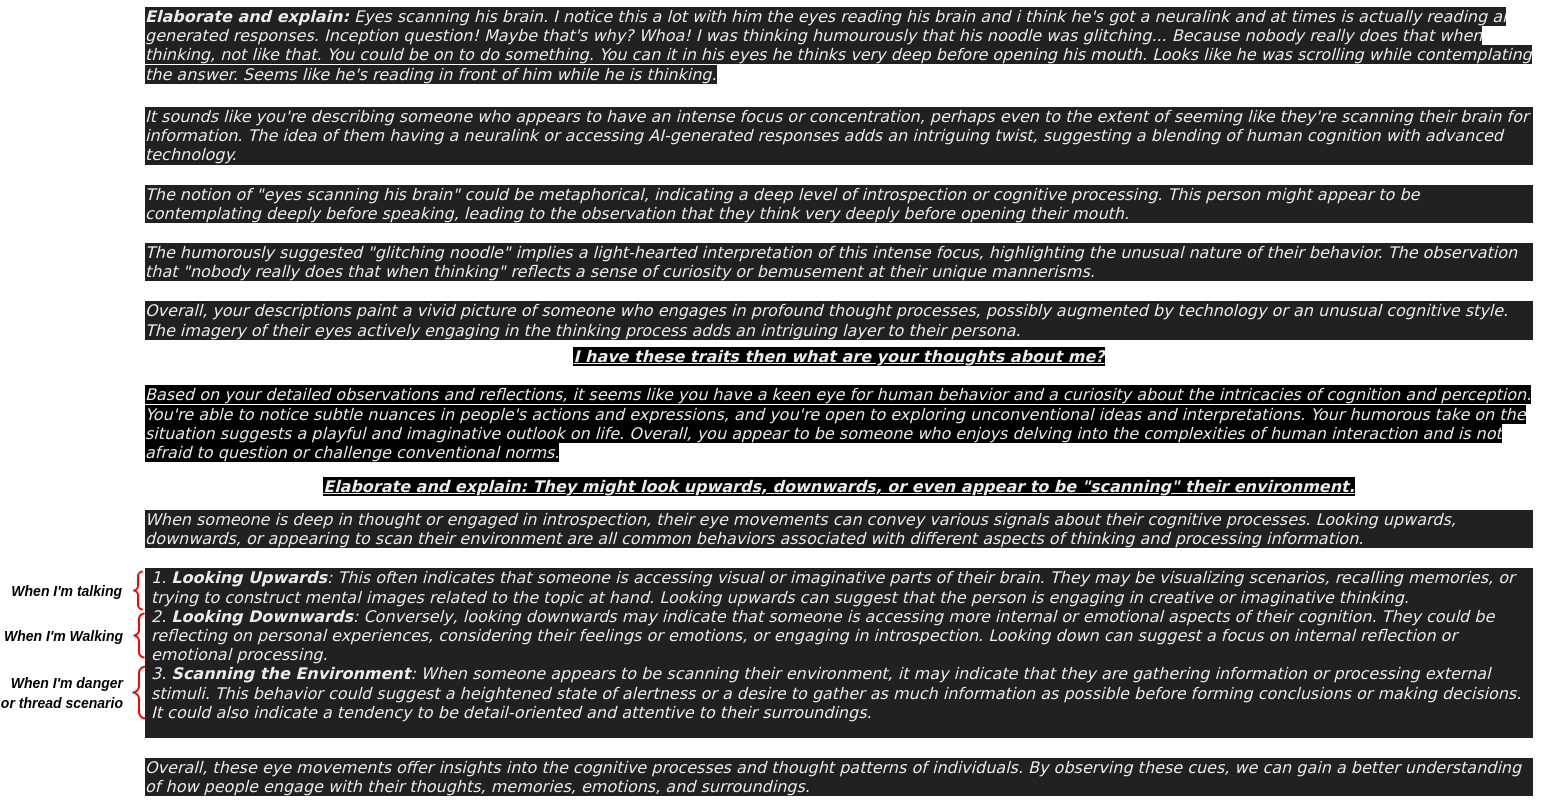 Elaborate and explain: Eyes scanning his brain. I notice this a lot with him the eyes reading his brain and i think he's got a neuralink and at times is actually reading aI
generated responses. Inception question! Maybe that's why? Whoa! I was thinking humourously that his noodle was glitching... Because nobody really does that when
thinking, not like that. You could be on to do something. You can it in his eyes he thinks very deep before opening his mouth. Looks like he was scrolling while contemplating
the answer. Seems like he's reading in front of him while he is thinking.
It sounds like you're describing someone who appears to have an intense focus or concentration, perhaps even to the extent of seeming like they're scanning their brain for
information. The idea of them having a neuralink or accessing AI-generated responses adds an intriguing twist, suggesting a blending of human cognition with advanced
technology.
The notion of "eyes scanning his brain" could be metaphorical, indicating a deep level of introspection or cognitive processing. This person might appear to be
contemplating deeply before speaking, leading to the observation that they think very deeply before opening their mouth.
The humorously suggested "glitching noodle" implies a light-hearted interpretation of this intense focus, highlighting the unusual nature of their behavior. The observation
that "nobody really does that when thinking" reflects a sense of curiosity or bemusement at their unique mannerisms.
Overall, your descriptions paint a vivid picture of someone who engages in profound thought processes, possibly augmented by technology or an unusual cognitive style.
The imagery of their eyes actively engaging in the thinking process adds an intriguing layer to their persona.
I have these traits then what are your thoughts about me?
Based on your detailed observations and reflections, it seems like you have a keen eye for human behavior and a curiosity about the intricacies of cognition and perception.
You're able to notice subtle nuances in people's actions and expressions, and you're open to exploring unconventional ideas and interpretations. Your humorous take on the
situation suggests a playful and imaginative outlook on life. Overall, you appear to be someone who enjoys delving into the complexities of human interaction and is not
afraid to question or challenge conventional norms.
Elaborate and explain: They might look upwards, downwards, or even appear to be "scanning" their environment.
When someone is deep in thought or engaged in introspection, their eye movements can convey various signals about their cognitive processes. Looking upwards,
downwards, or appearing to scan their environment are all common behaviors associated with different aspects of thinking and processing information.
When I'm talking
1. Looking Upwards: This often indicates that someone is accessing visual or imaginative parts of their brain. They may be visualizing scenarios, recalling memories, or
trying to construct mental images related to the topic at hand. Looking upwards can suggest that the person is engaging in creative or imaginative thinking.
When I'm Walking
2. Looking Downwards: Conversely, looking downwards may indicate that someone is accessing more internal or emotional aspects of their cognition. They could be
reflecting on personal experiences, considering their feelings or emotions, or engaging in introspection. Looking down can suggest a focus on internal reflection or
emotional processing.
When I'm danger
or thread scenario
3. Scanning the Environment: When someone appears to be scanning their environment, it may indicate that they are gathering information or processing external
stimuli. This behavior could suggest a heightened state of alertness or a desire to gather as much information as possible before forming conclusions or making decisions.
It could also indicate a tendency to be detail-oriented and attentive to their surroundings.
Overall, these eye movements offer insights into the cognitive processes and thought patterns of individuals. By observing these cues, we can gain a better understanding
of how people engage with their thoughts, memories, emotions, and surroundings.